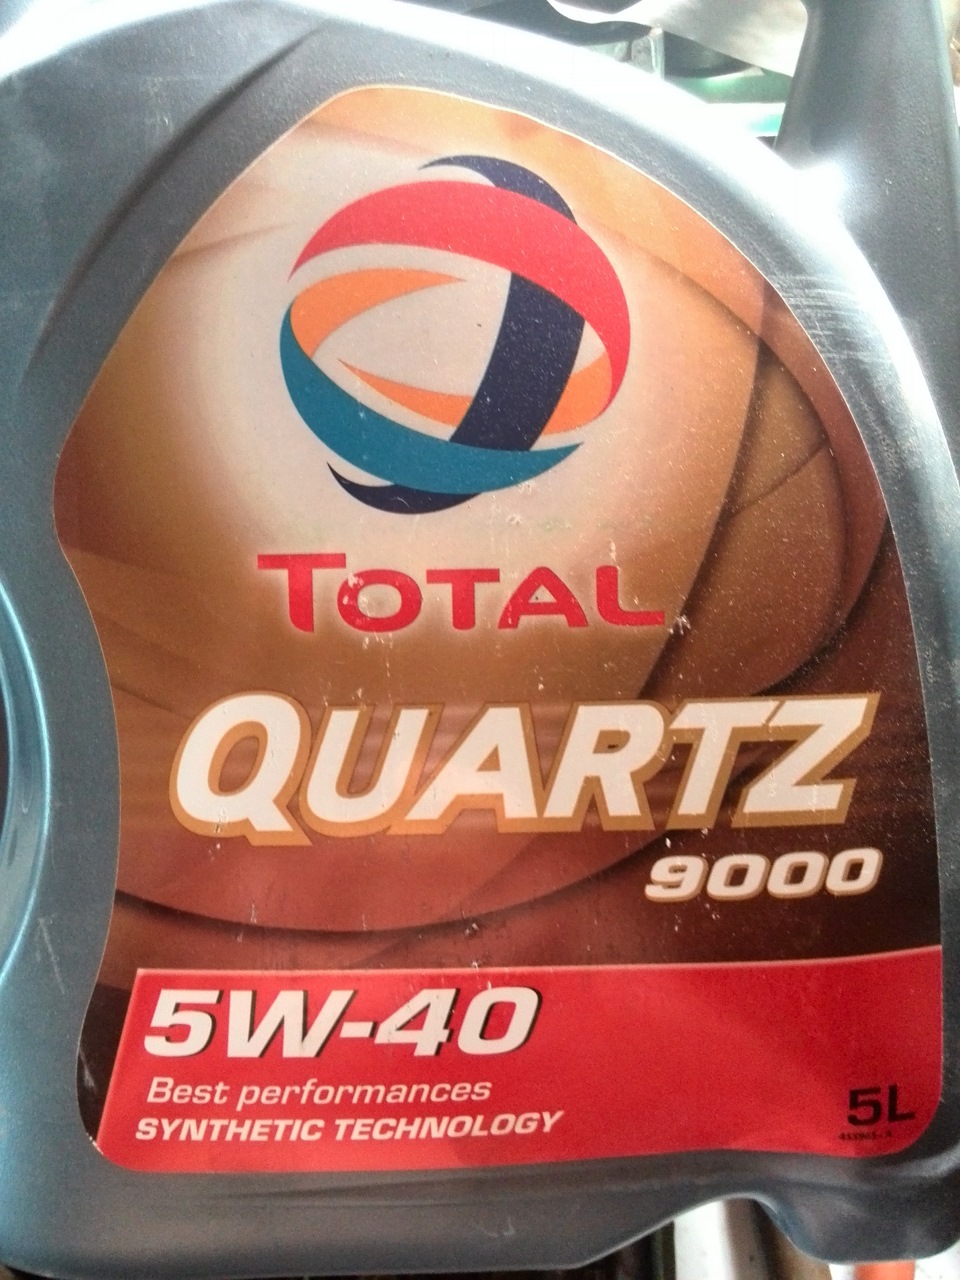 TOTAL
QUARTZ
9000
5W-40
Best performances
SYNTHETIC TECHNOLOGY
5L